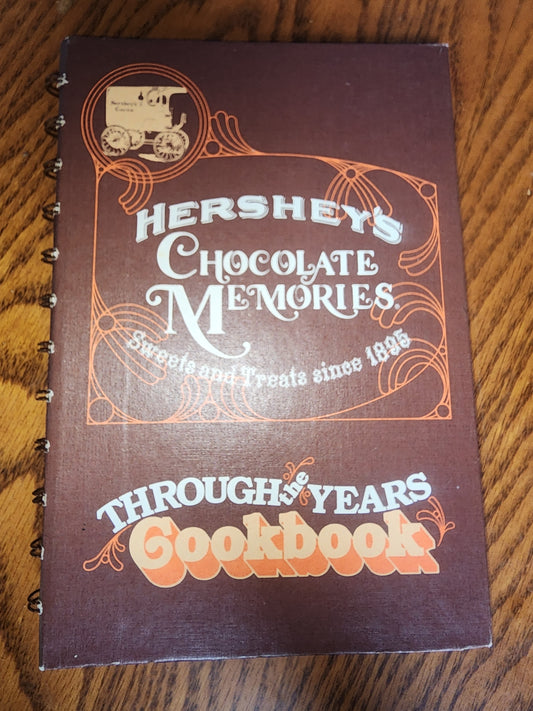 Hershey's
Cocoa
HERSHEY'S
CHOCOLATE
MEMORIES
Sweets and Treats since 1895
THROUGH the YEARS
Cookbook